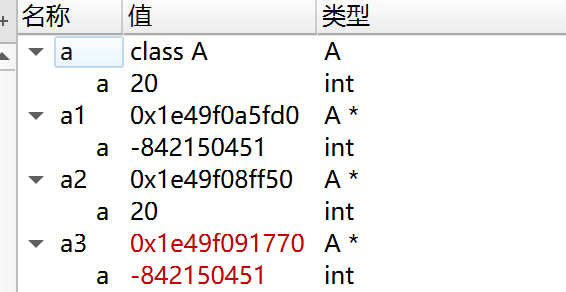 名称 值 类型
a class A A
a 20 int
a1 0x1e49f0a5fd0 A *
a -842150451 int
a2 0x1e49f08ff50 A *
a 20 int
a3 0x1e49f091770 A *
a -842150451 int